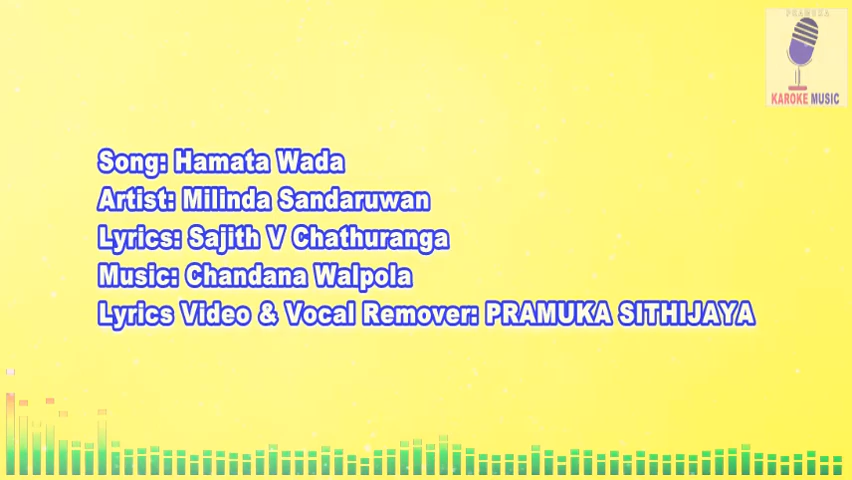 PRAMUKA
KAROKE MUSIC
Song: Hamata Wada
Artist: Milinda Sandaruwan
Lyrics: Sajith V Chathuranga
Music: Chandana Walpola
Lyrics Video & Vocal Remover: PRAMUKA SITHIJAYA